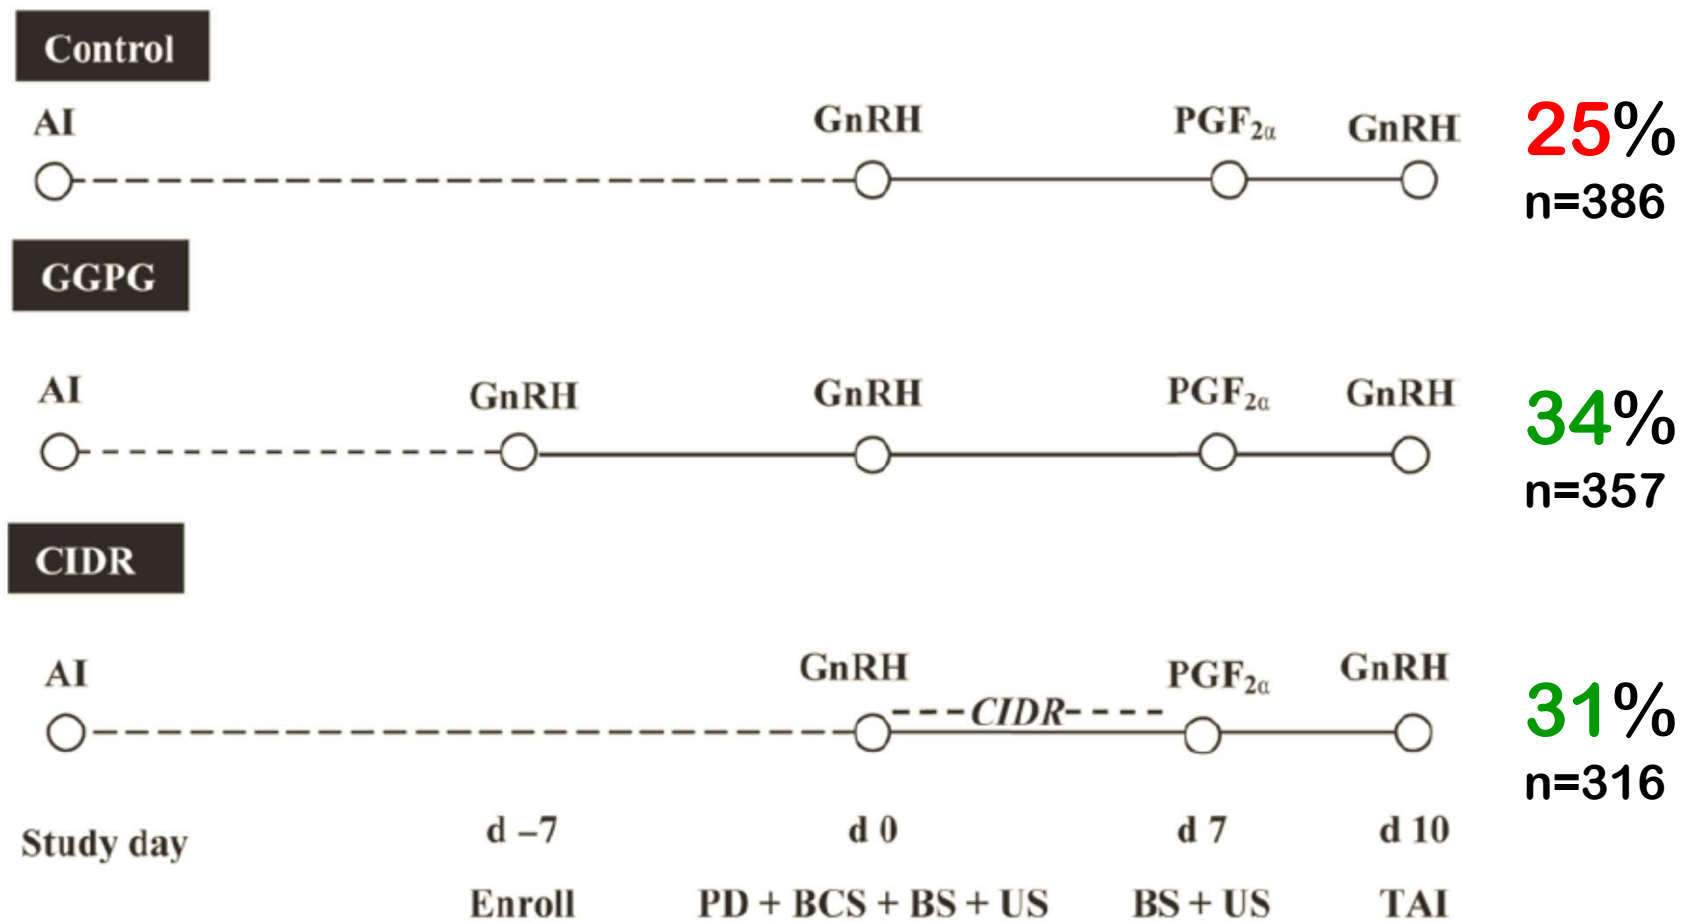 Control
AI GnRH PGF₂α GnRH 25%
n=386
GGPG
AI GnRH GnRH PGF₂α GnRH 34%
n=357
CIDR
AI GnRH PGF₂α GnRH 31%
---CIDR----
n=316
Study day d –7 d 0 d 7 d 10
Enroll PD + BCS + BS + US BS + US TAI